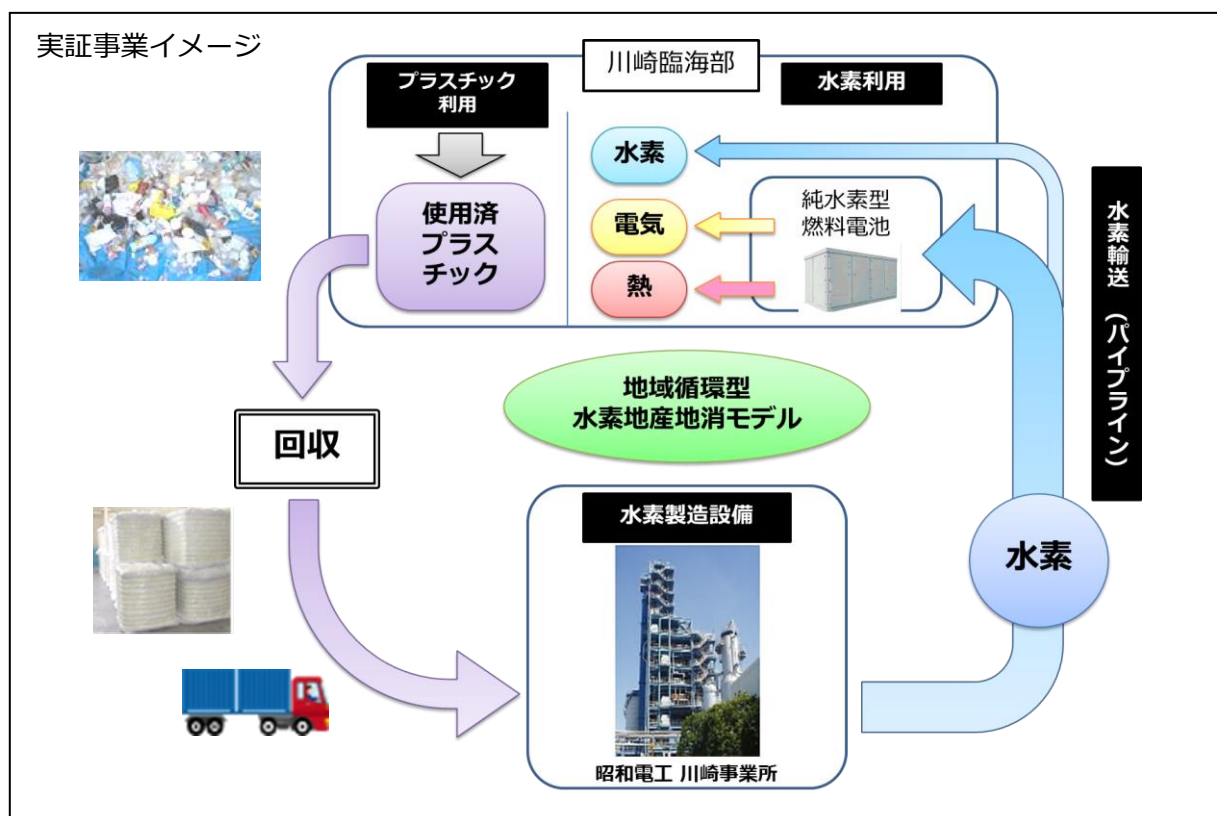 実証事業イメージ
川崎臨海部
プラスチック
利用
水素利用
使用済
プラス
チック
水素
電気
熱
純水素型
燃料電池
水素輸送（パイプライン）
地域循環型
水素地産地消モデル
回収
水素製造設備
昭和電工 川崎事業所
水素